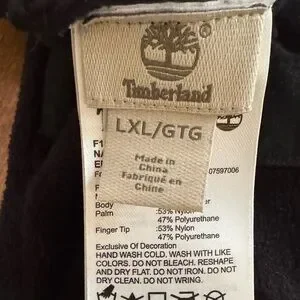 Timberland
LXL/GTG
Made in
China
Fabriqué en
Chine
07597006
Body :53% Nylon
Palm 47% Polyurethane
Finger Tip :53% Nylon
47% Polyurethane
Exclusive Of Decoration
HAND WASH COLD. WASH WITH LIKE
COLORS. DO NOT BLEACH. RESHAPE
AND DRY FLAT. DO NOT IRON. DO NOT
DRY CLEAN. DO NOT WRING.